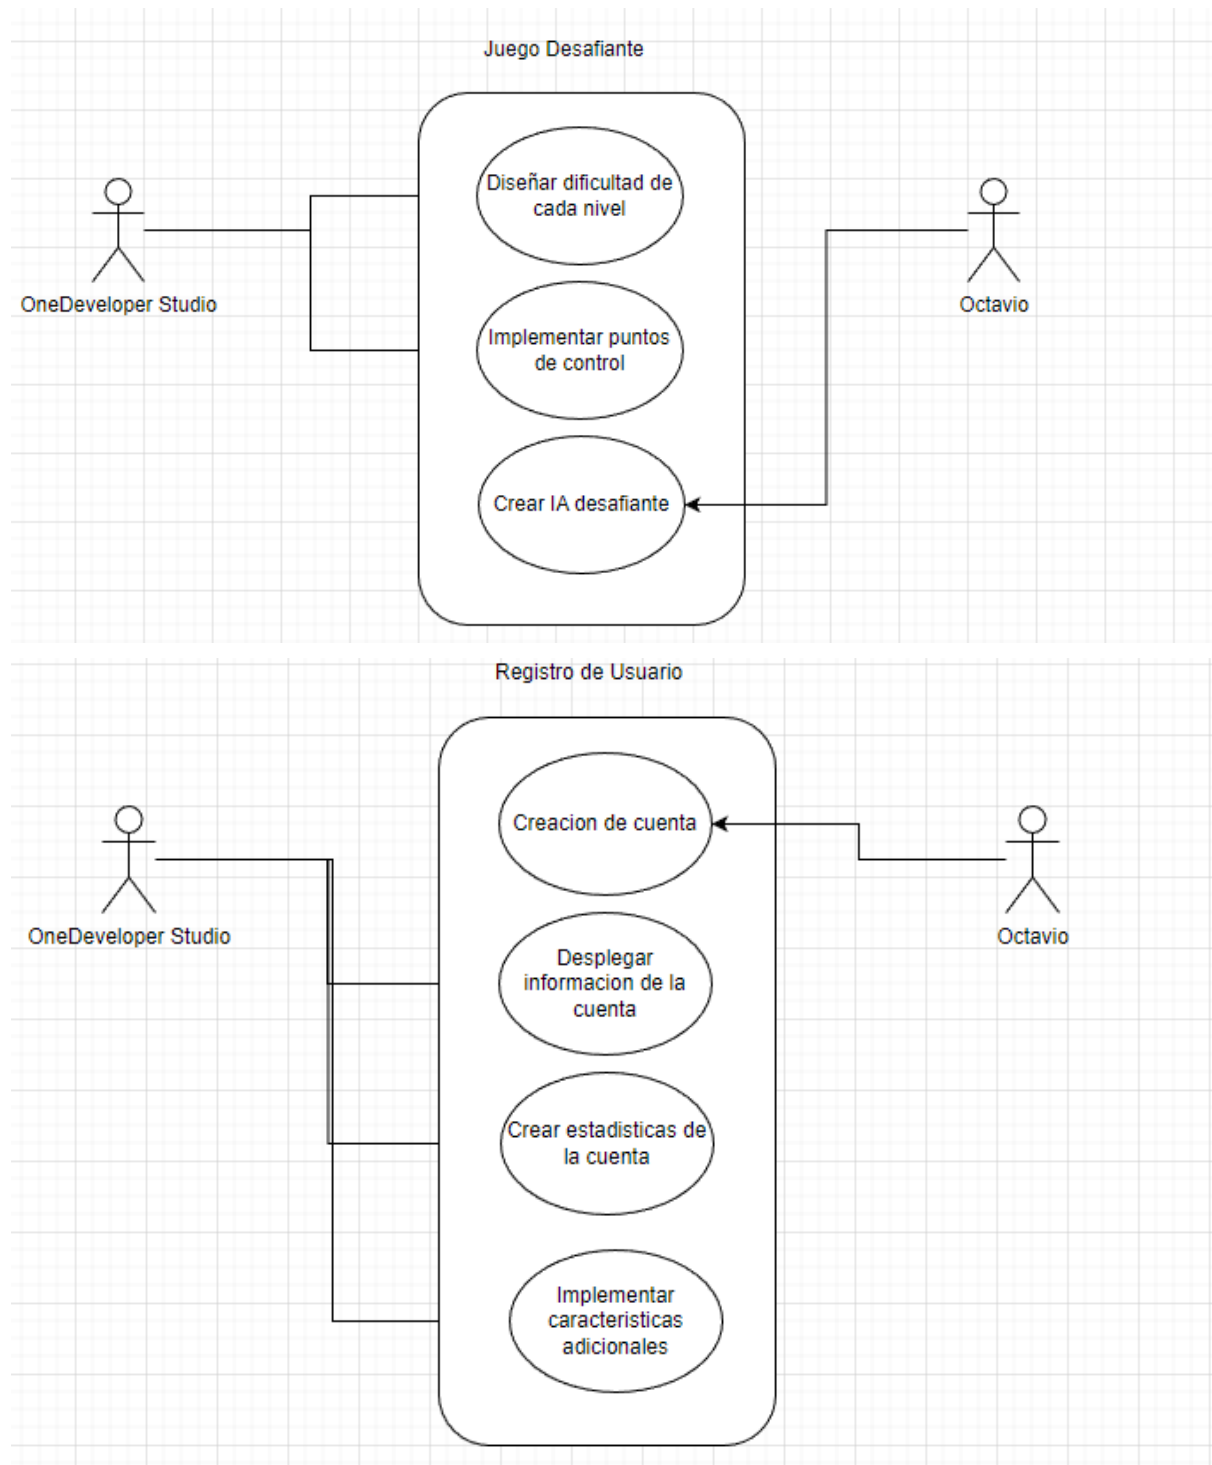 Juego Desafiante
Diseñar dificultad de
cada nivel
OneDeveloper Studio
Octavio
Implementar puntos
de control
Crear IA desafiante
Registro de Usuario
Creacion de cuenta
OneDeveloper Studio
Octavio
Desplegar
informacion de la
cuenta
Crear estadisticas de
la cuenta
Implementar
caracteristicas
adicionales